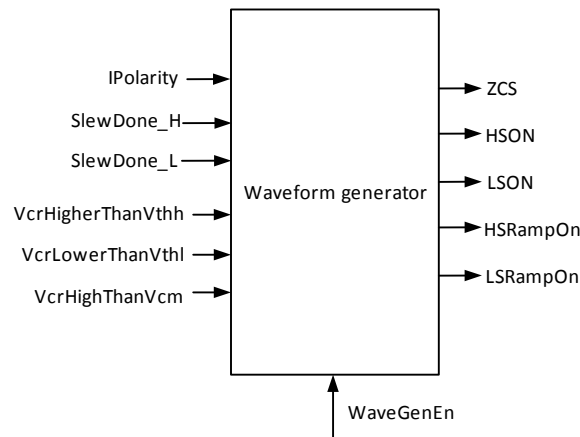 IPolarity
SlewDone_H
SlewDone_L
VcrHigherThanVthh
VcrLowerThanVthl
VcrHighThanVcm
Waveform generator
ZCS
HSON
LSON
HSRampOn
LSRampOn
WaveGenEn